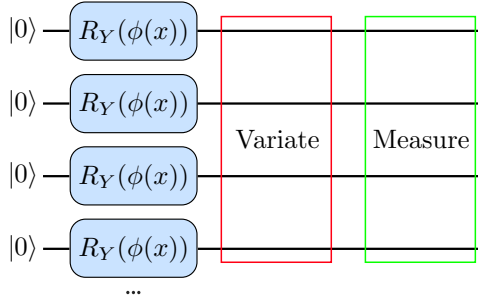 |0⟩ R_Y(ϕ(x))
|0⟩ R_Y(ϕ(x))
Variate Measure
|0⟩ R_Y(ϕ(x))
|0⟩ R_Y(ϕ(x))
...